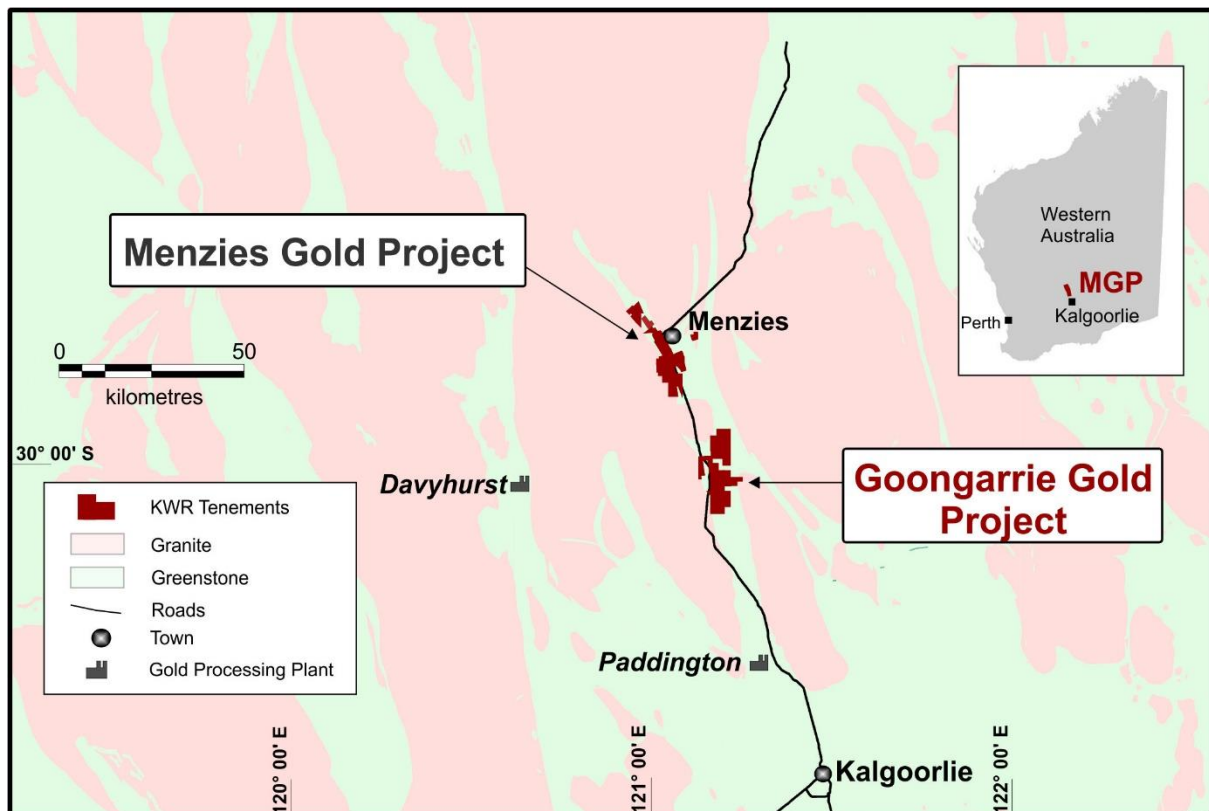 Menzies Gold Project
Western
Australia
MGP
Kalgoorlie
Perth
Menzies
0 50
kilometres
30° 00' S
Davyhurst
Goongarrie Gold
Project
KWR Tenements
Granite
Greenstone
Roads
Town
Gold Processing Plant
Paddington
Kalgoorlie
120° 00' E
121° 00' E
122° 00' E